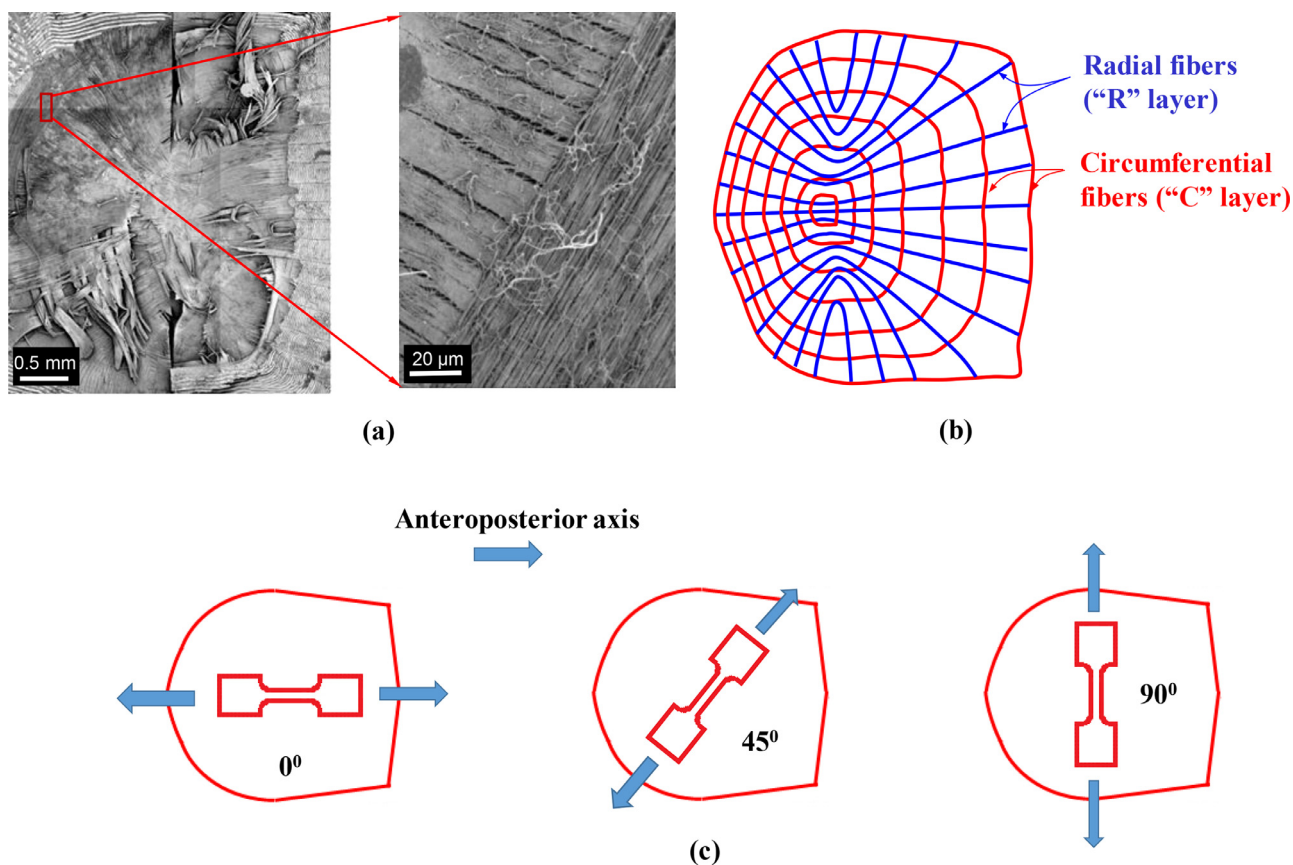 0.5 mm
20 µm
Radial fibers
(“R” layer)
Circumferential
fibers (“C” layer)
(a)
(b)
Anteroposterior axis
0⁰
45⁰
90⁰
(c)